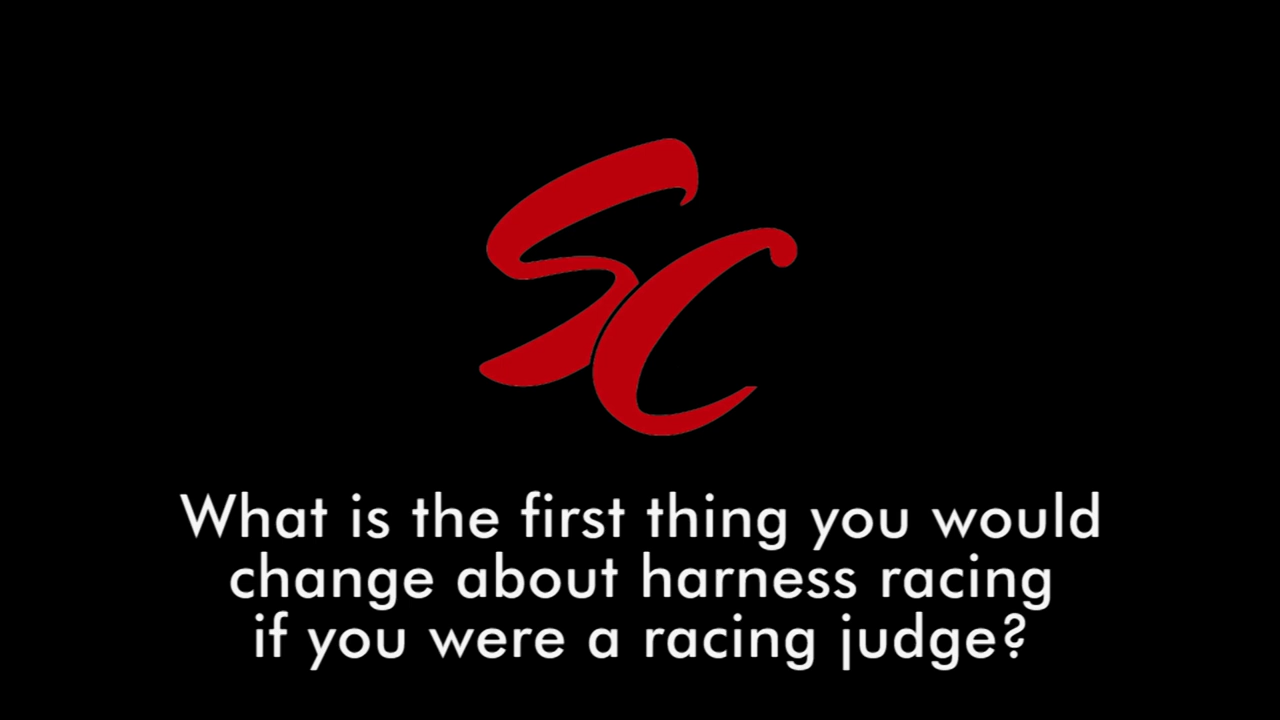 SC
What is the first thing you would
change about harness racing
if you were a racing judge?